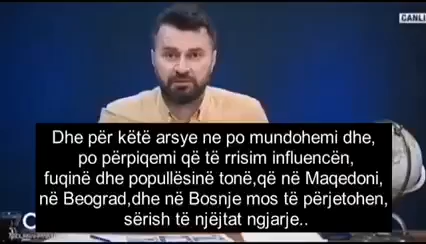 CANLI
Dhe për këtë arsye ne po mundohemi dhe,
po përpiqemi që të rrisim influencën,
fuqinë dhe popullësinë tonë,që në Maqedoni,
në Beograd,dhe në Bosnje mos të përjetohen,
sërish të njëjtat ngjarje..